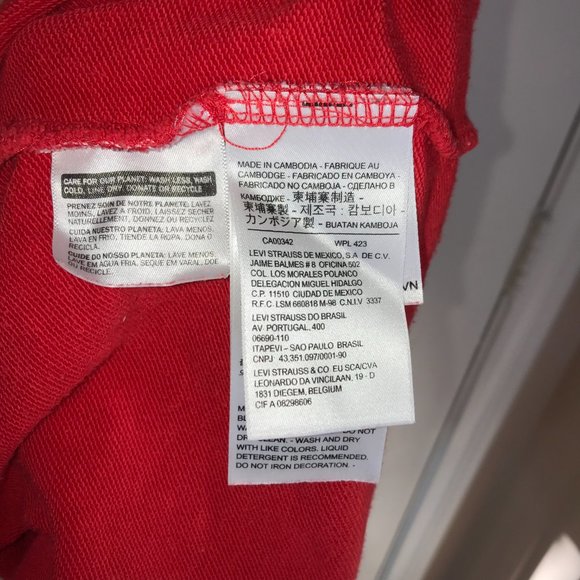 CARE FOR OUR PLANET: WASH LESS, WASH
COLD, LINE DRY, DONATE OR RECYCLE
PRENEZ SOIN DE NOTRE PLANETE: LAVEZ
MOINS, LAVEZ A FROID, LAISSEZ SECHER
NATURELLEMENT, DONNEZ OU RECYCLEZ
CUIDA NUESTRO PLANETA: LAVA MENOS,
LAVA EN FRIO, TIENDE LA ROPA, DONA O
RECICLA.
CUIDE DO NOSSO PLANETA: LAVE MENOS,
LAVE EM AGUA FRIA, SEQUE EM VARAL, DOE
OU RECICLE.
MADE IN CAMBODIA - FABRIQUE AU
CAMBODGE - FABRICADO EN CAMBOYA -
FABRICADO NO CAMBOJA - СДЕЛАНО В
КАМБОДЖЕ - 柬埔寨制造 -
柬埔寨製 - 제조국 : 캄보디아 -
カンボジア製 - BUATAN KAMBOJA
CA00342 WPL 423
LEVI STRAUSS DE MEXICO, S.A. DE C.V.
JAIME BALMES # 8 OFICINA 502
COL. LOS MORALES POLANCO
DELEGACION MIGUEL HIDALGO
C.P. 11510 CIUDAD DE MEXICO
R.F.C. LSM 660818 M-98 C.N.I.V 3337
LEVI STRAUSS DO BRASIL
AV. PORTUGAL, 400
06690-110
ITAPEVI - SAO PAULO BRASIL
CNPJ: 43,351.097/0001-90
LEVI STRAUSS & CO. EU SCA/CVA
LEONARDO DA VINCILAAN, 19 - D
1831 DIEGEM, BELGIUM
CIF A 08298606
VN
DO NOT
CLEAN. - WASH AND DRY
WITH LIKE COLORS. LIQUID
DETERGENT IS RECOMMENDED.
DO NOT IRON DECORATION. -